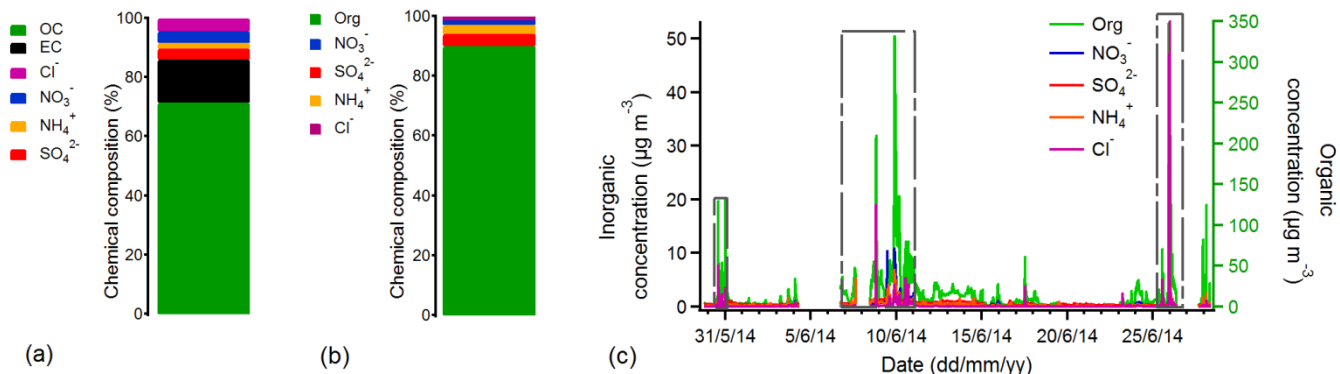 OC
EC
Cl⁻
NO₃⁻
NH₄⁺
SO₄²⁻
Chemical composition (%)
100
80
60
40
20
0
(a)
Org
NO₃⁻
SO₄²⁻
NH₄⁺
Cl⁻
Chemical composition (%)
100
80
60
40
20
0
(b)
Inorganic
concentration (µg m⁻³)
50
40
30
20
10
0
Org
NO₃⁻
SO₄²⁻
NH₄⁺
Cl⁻
350
300
250
200
150
100
50
0
Organic
concentration (µg m⁻³)
31/5/14 5/6/14 10/6/14 15/6/14 20/6/14 25/6/14
Date (dd/mm/yy)
(c)